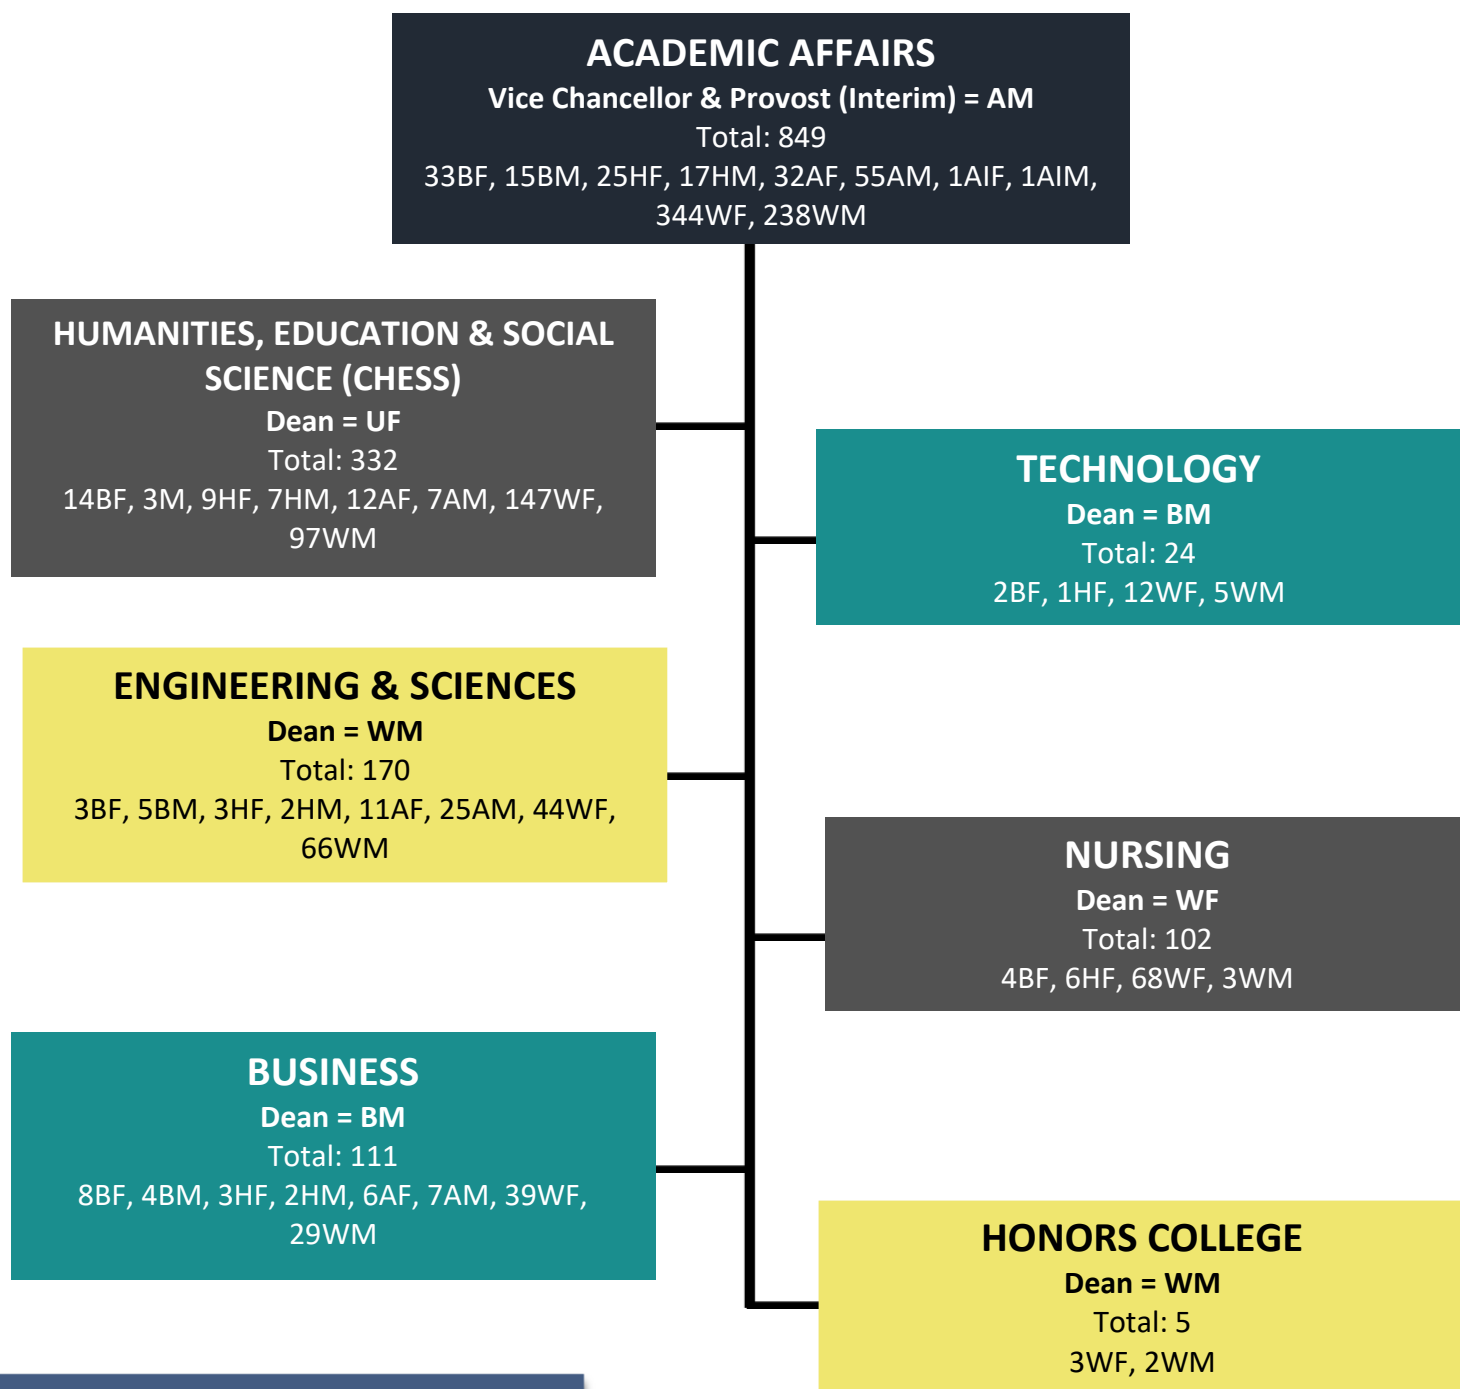 ACADEMIC AFFAIRS
Vice Chancellor & Provost (Interim) = AM
Total: 849
33BF, 15BM, 25HF, 17HM, 32AF, 55AM, 1AIF, 1AIM,
344WF, 238WM
HUMANITIES, EDUCATION & SOCIAL
SCIENCE (CHESS)
Dean = UF
Total: 332
14BF, 3M, 9HF, 7HM, 12AF, 7AM, 147WF,
97WM
TECHNOLOGY
Dean = BM
Total: 24
2BF, 1HF, 12WF, 5WM
ENGINEERING & SCIENCES
Dean = WM
Total: 170
3BF, 5BM, 3HF, 2HM, 11AF, 25AM, 44WF,
66WM
NURSING
Dean = WF
Total: 102
4BF, 6HF, 68WF, 3WM
BUSINESS
Dean = BM
Total: 111
8BF, 4BM, 3HF, 2HM, 6AF, 7AM, 39WF,
29WM
HONORS COLLEGE
Dean = WM
Total: 5
3WF, 2WM